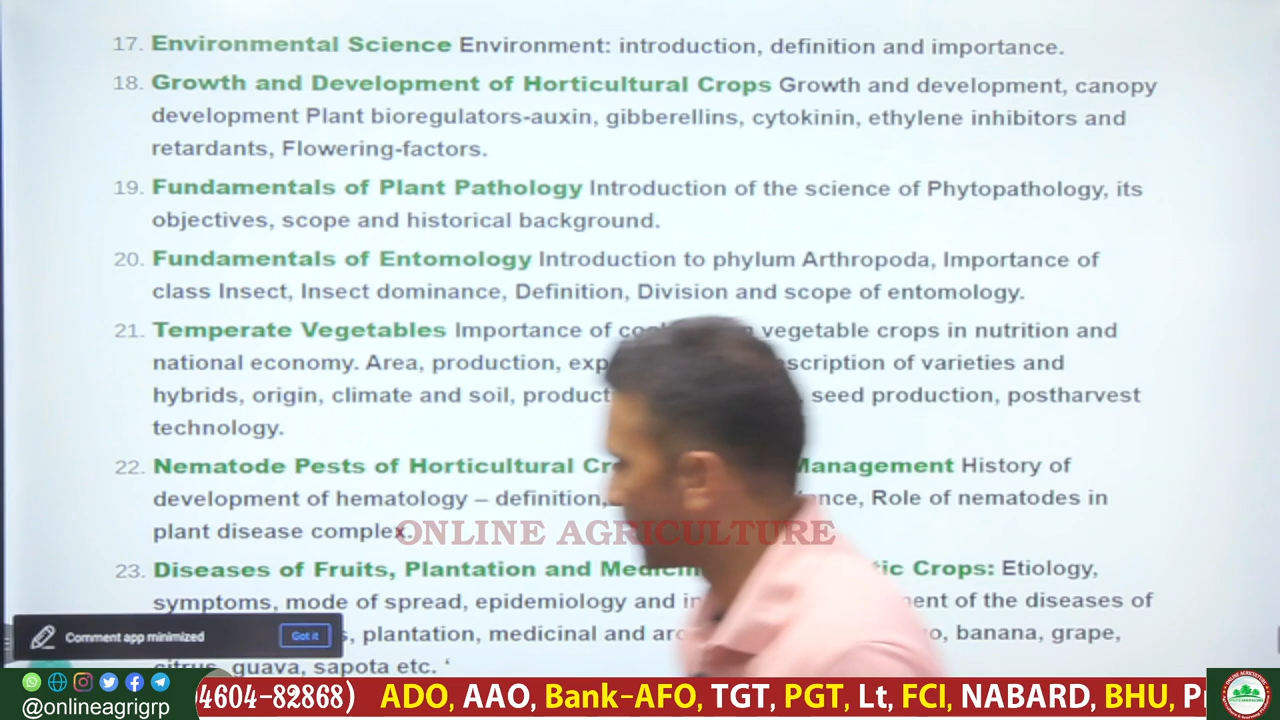 17. Environmental Science Environment: introduction, definition and importance.
18. Growth and Development of Horticultural Crops Growth and development, canopy
development Plant bioregulators-auxin, gibberellins, cytokinin, ethylene inhibitors and
retardants, Flowering-factors.
19. Fundamentals of Plant Pathology Introduction of the science of Phytopathology, its
objectives, scope and historical background.
20. Fundamentals of Entomology Introduction to phylum Arthropoda, Importance of
class Insect, Insect dominance, Definition, Division and scope of entomology.
21. Temperate Vegetables Importance of vegetable crops in nutrition and
national economy. Area, production, varieties and
hybrids, origin, climate and soil, seed production, postharvest
technology.
22. Nematode Pests of Horticultural Management History of
development of hematology – definition, Role of nematodes in
plant disease complex.
ONLINE AGRICULTURE
23. Diseases of Fruits, Plantation and Crops: Etiology,
symptoms, mode of spread, epidemiology and of the diseases of
Comment app minimized Got it
plantation, medicinal and banana, grape,
citrus, guava, sapota etc. ‘
@onlineagrigrp 04604-82868) ADO, AAO, Bank-AFO, TGT, PGT, Lt, FCI, NABARD, BHU,